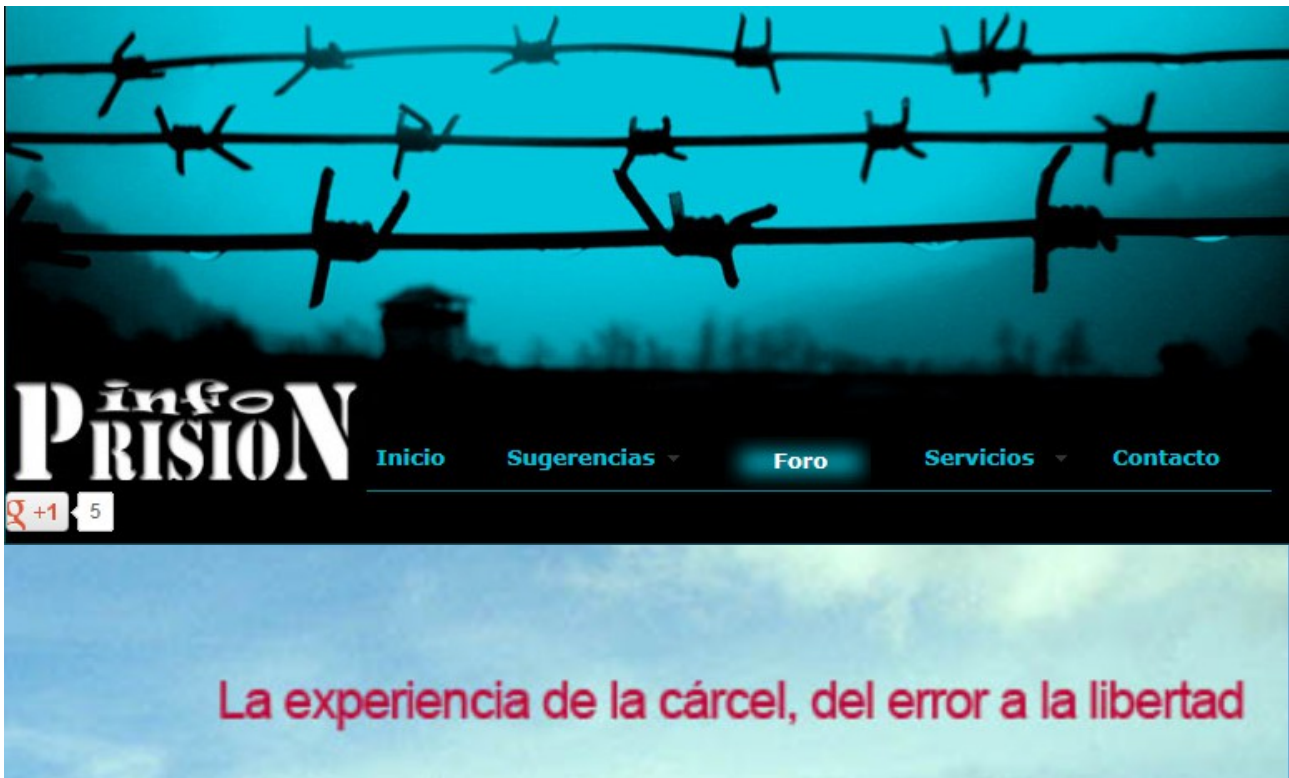 info
PRISION
Inicio Sugerencias Foro Servicios Contacto
g +1 5
La experiencia de la cárcel, del error a la libertad